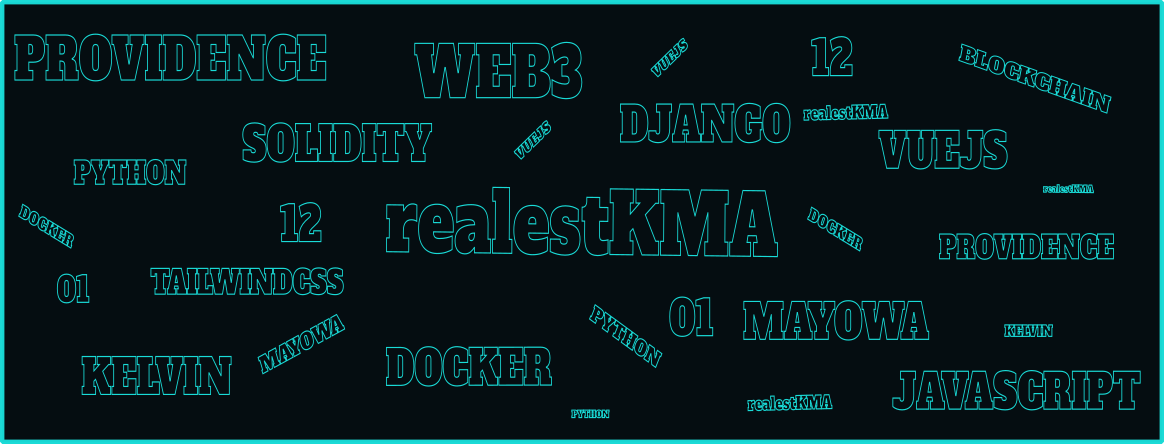 PROVIDENCE
WEB3
VUEJS
12
BLOCKCHAIN
SOLIDITY
VUEJS
DJANGO
realestKMA
VUEJS
PYTHON
realestKMA
DOCKER
12
realestKMA
DOCKER
PROVIDENCE
01
TAILWINDCSS
MAYOWA
PYTHON
01
MAYOWA
KELVIN
KELVIN
DOCKER
JAVASCRIPT
PYTHON
realestKMA